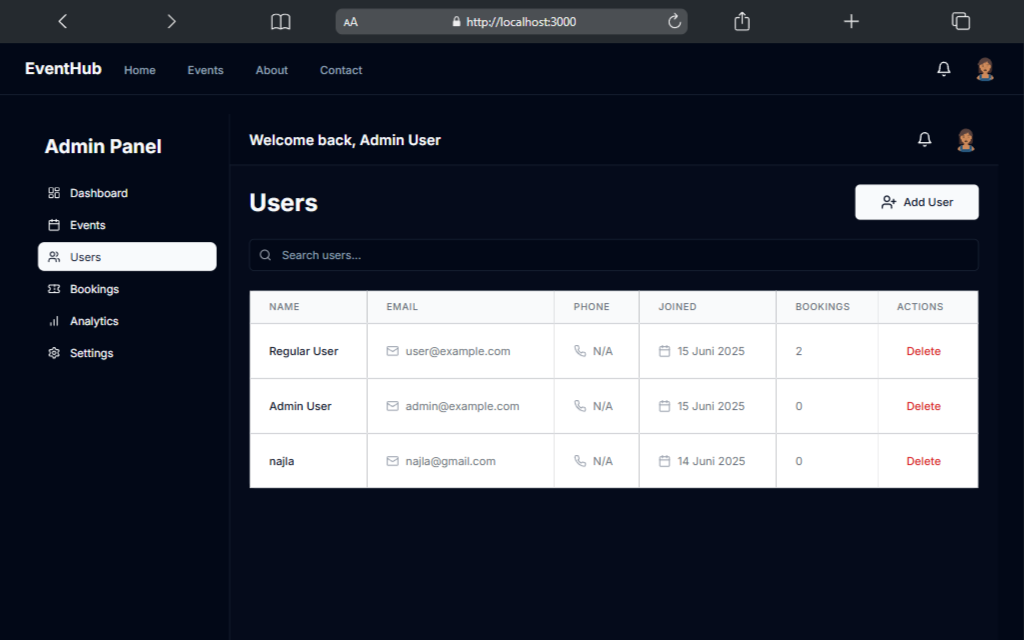 AA http://localhost:3000
EventHub Home Events About Contact
Admin Panel
Dashboard
Events
Users
Bookings
Analytics
Settings
Welcome back, Admin User
Users
Add User
Search users...
NAME EMAIL PHONE JOINED BOOKINGS ACTIONS
Regular User user@example.com N/A 15 Juni 2025 2 Delete
Admin User admin@example.com N/A 15 Juni 2025 0 Delete
najla najla@gmail.com N/A 14 Juni 2025 0 Delete